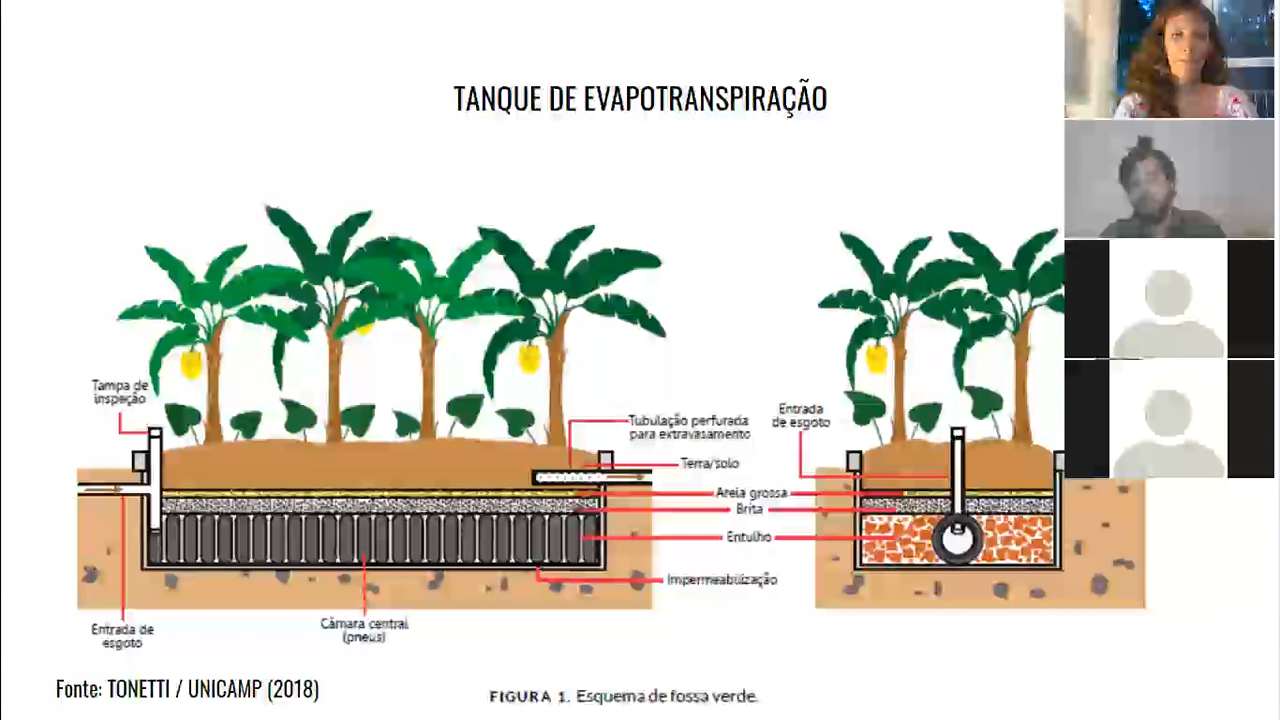 TANQUE DE EVAPOTRANSPIRAÇÃO
Tampa de
inspeção
Tubulação perfurada
para extravasamento
Entrada
de esgoto
Terra/solo
Areia grossa
Brita
Entulho
Impermeabilização
Câmara central
(pneus)
Entrada de
esgoto
Fonte: TONETTI / UNICAMP (2018)
FIGURA 1. Esquema de fossa verde.